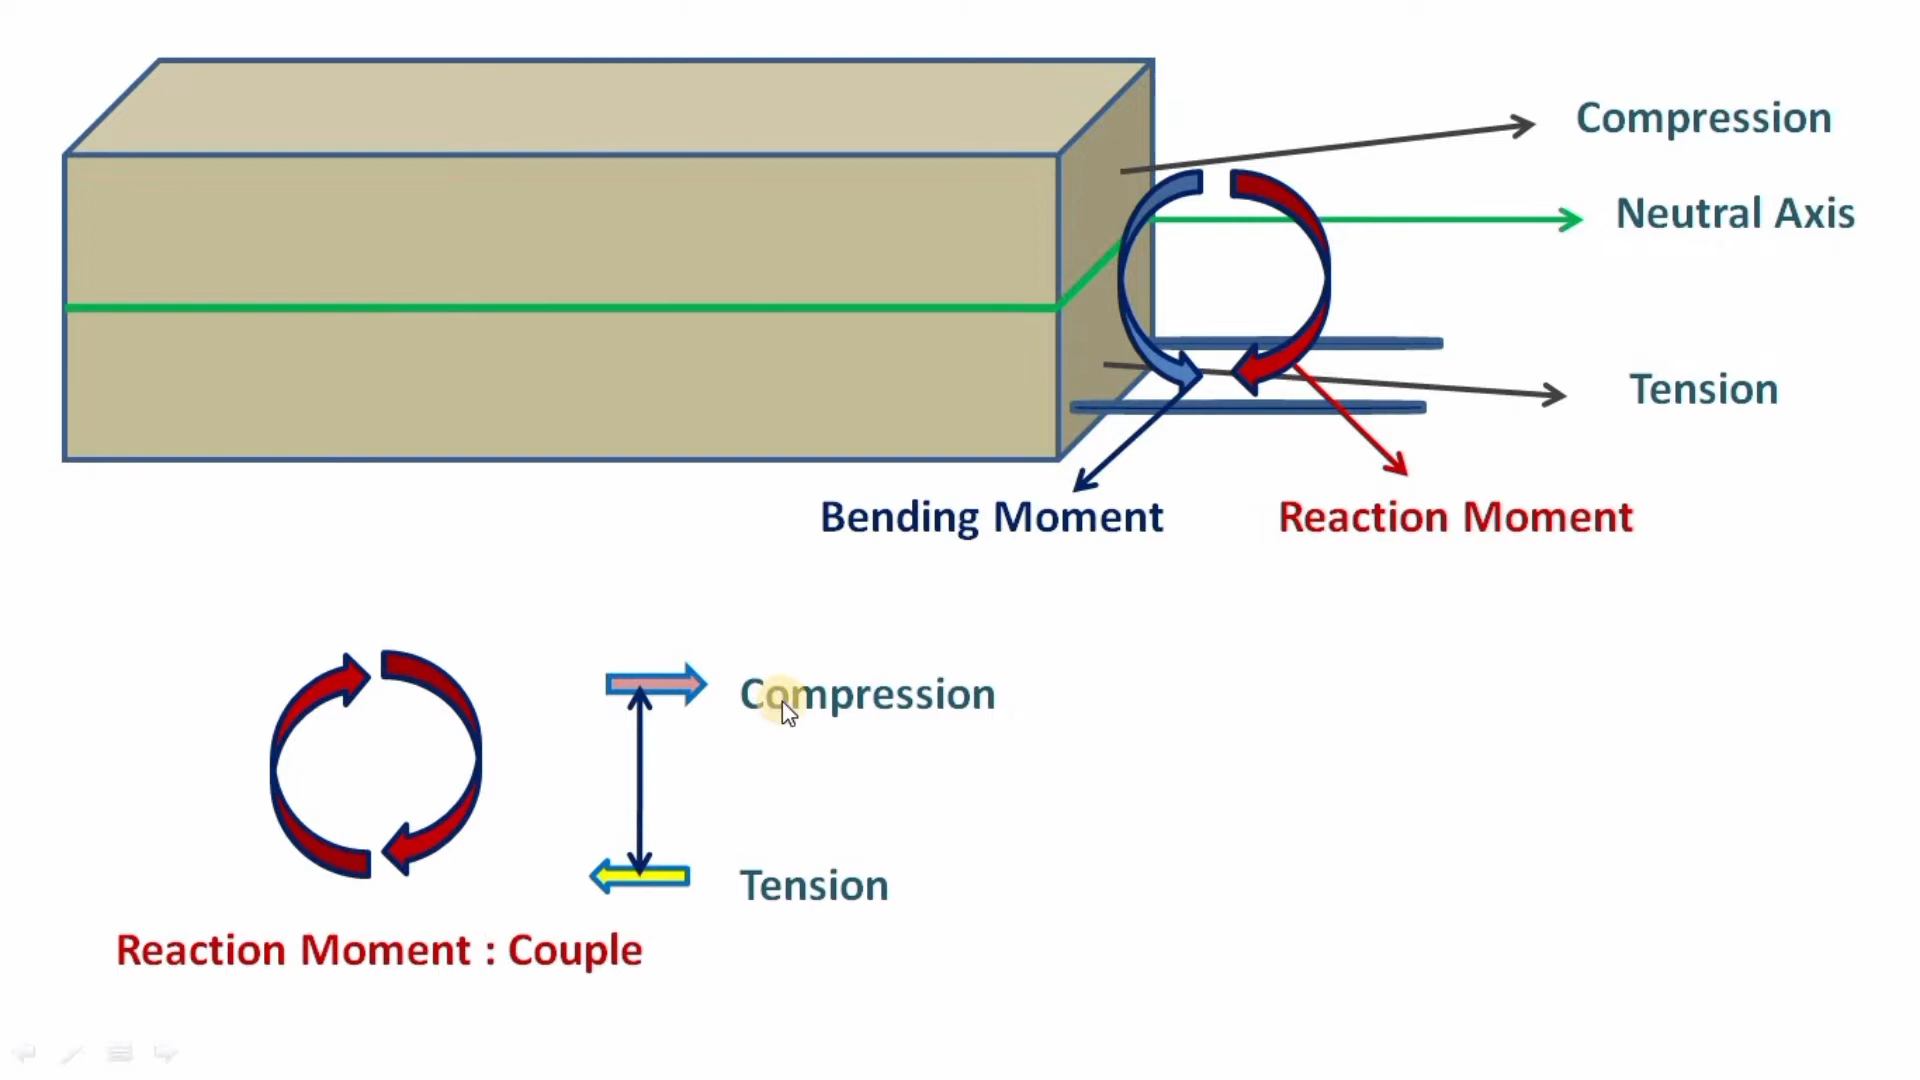 Compression
Neutral Axis
Tension
Bending Moment
Reaction Moment
Compression
Tension
Reaction Moment : Couple